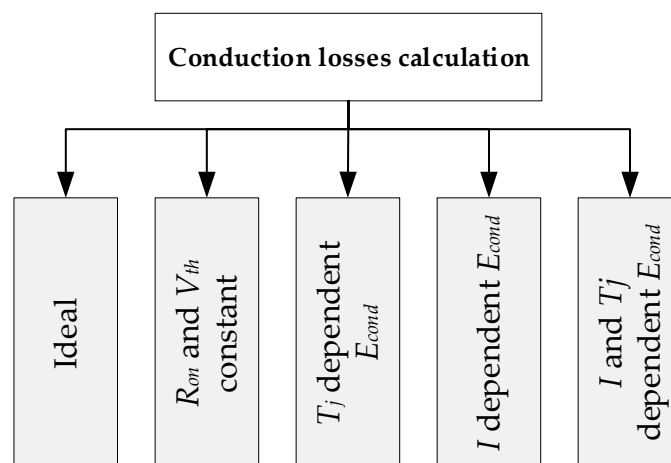 Conduction losses calculation
Ideal
Ron and Vth
constant
Tj dependent
Econd
I dependent Econd
I and Tj
dependent Econd